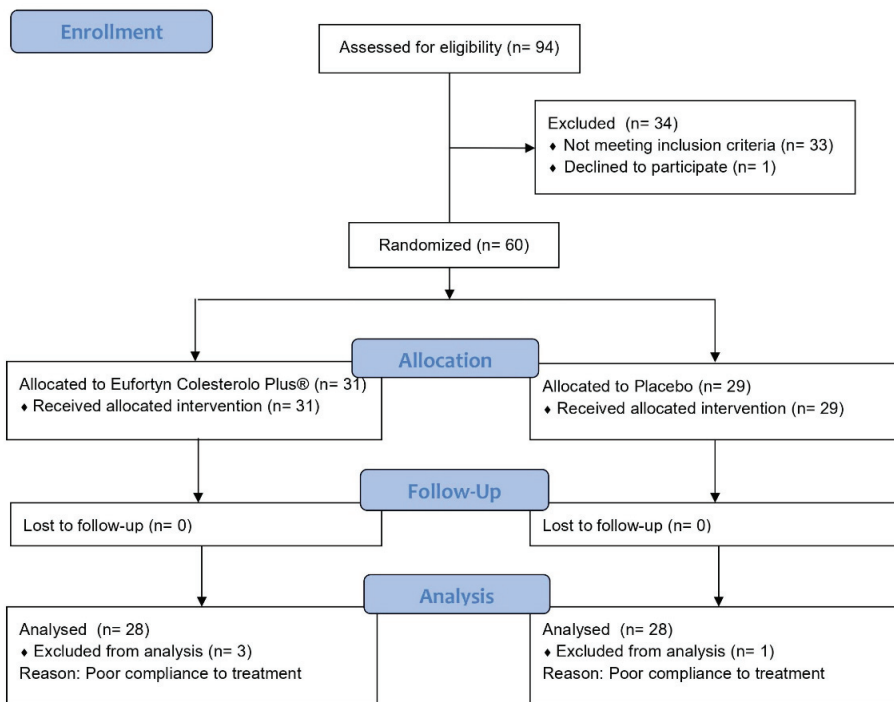 Enrollment
Assessed for eligibility (n= 94)
Excluded (n= 34)
♦ Not meeting inclusion criteria (n= 33)
♦ Declined to participate (n= 1)
Randomized (n= 60)
Allocation
Allocated to Eufortyn Colesterolo Plus® (n= 31)
♦ Received allocated intervention (n= 31)
Allocated to Placebo (n= 29)
♦ Received allocated intervention (n= 29)
Follow-Up
Lost to follow-up (n= 0)
Lost to follow-up (n= 0)
Analysis
Analysed (n= 28)
♦ Excluded from analysis (n= 3)
Reason: Poor compliance to treatment
Analysed (n= 28)
♦ Excluded from analysis (n= 1)
Reason: Poor compliance to treatment